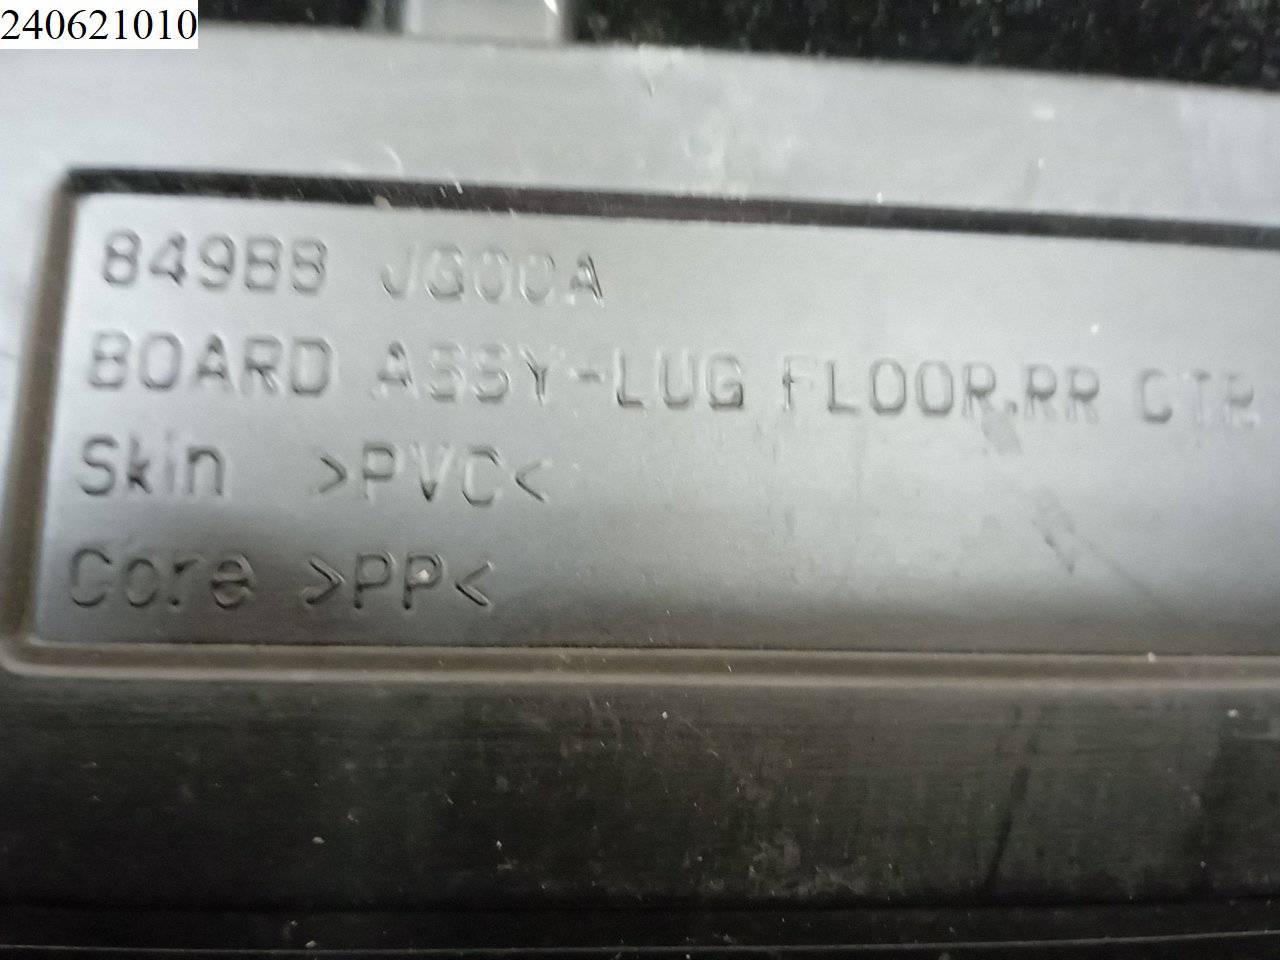 240621010
849B8 JG00A
BOARD ASSY-LUG FLOOR.RR CTR
Skin >PVC<
Core >PP<